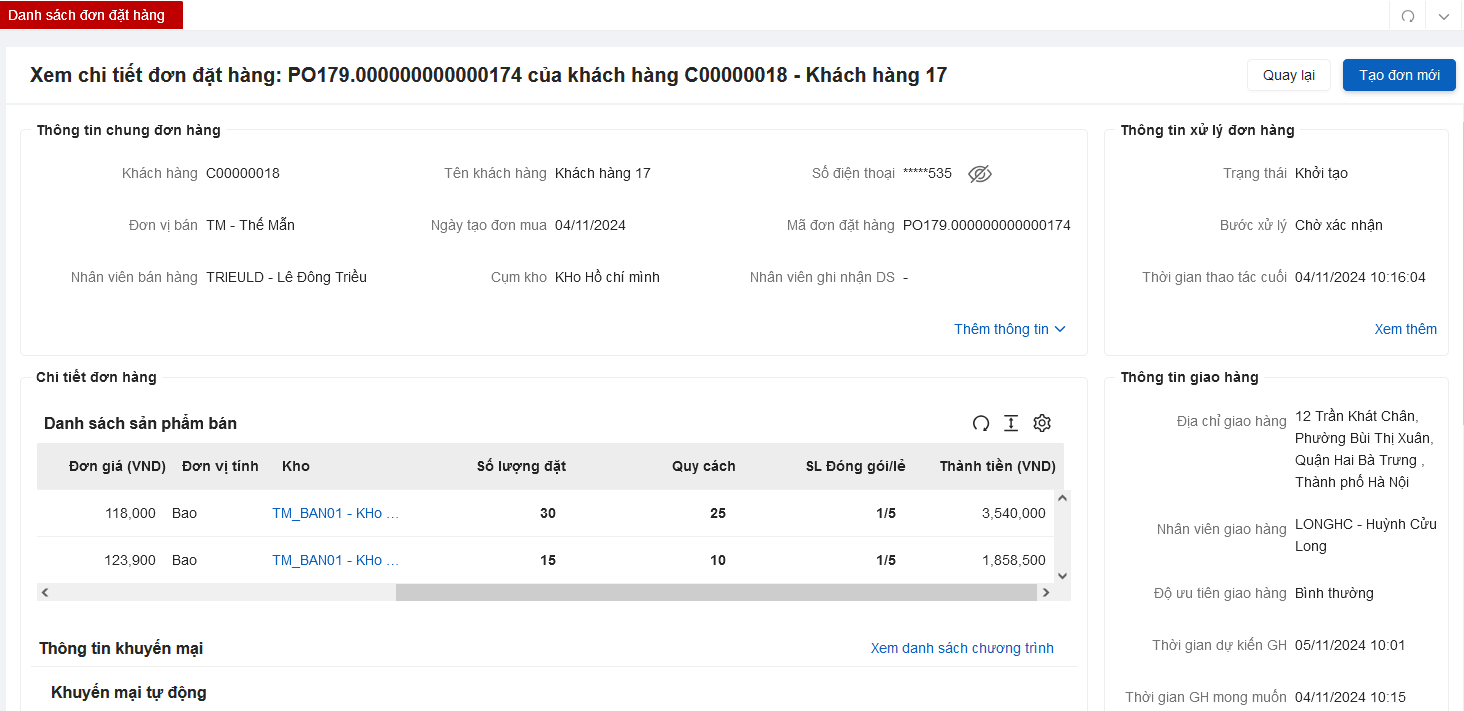 Danh sách đơn đặt hàng
Xem chi tiết đơn đặt hàng: PO179.000000000000174 của khách hàng C00000018 - Khách hàng 17
Quay lại
Tạo đơn mới
Thông tin chung đơn hàng
Khách hàng C00000018
Tên khách hàng Khách hàng 17
Số điện thoại *****535
Đơn vị bán TM - Thế Mẫn
Ngày tạo đơn mua 04/11/2024
Mã đơn đặt hàng PO179.000000000000174
Nhân viên bán hàng TRIEULD - Lê Đông Triều
Cụm kho KHo Hồ chí mình
Nhân viên ghi nhận DS -
Thêm thông tin
Thông tin xử lý đơn hàng
Trạng thái Khởi tạo
Bước xử lý Chờ xác nhận
Thời gian thao tác cuối 04/11/2024 10:16:04
Xem thêm
Chi tiết đơn hàng
Danh sách sản phẩm bán
Đơn giá (VND) Đơn vị tính Kho Số lượng đặt Quy cách SL Đóng gói/lẻ Thành tiền (VND)
118,000 Bao TM_BAN01 - KHo ... 30 25 1/5 3,540,000
123,900 Bao TM_BAN01 - KHo ... 15 10 1/5 1,858,500
Thông tin khuyến mại
Xem danh sách chương trình
Khuyến mại tự động
Thông tin giao hàng
Địa chỉ giao hàng 12 Trần Khát Chân,
Phường Bùi Thị Xuân,
Quận Hai Bà Trưng ,
Thành phố Hà Nội
Nhân viên giao hàng LONGHC - Huỳnh Cửu
Long
Độ ưu tiên giao hàng Bình thường
Thời gian dự kiến GH 05/11/2024 10:01
Thời gian GH mong muốn 04/11/2024 10:15